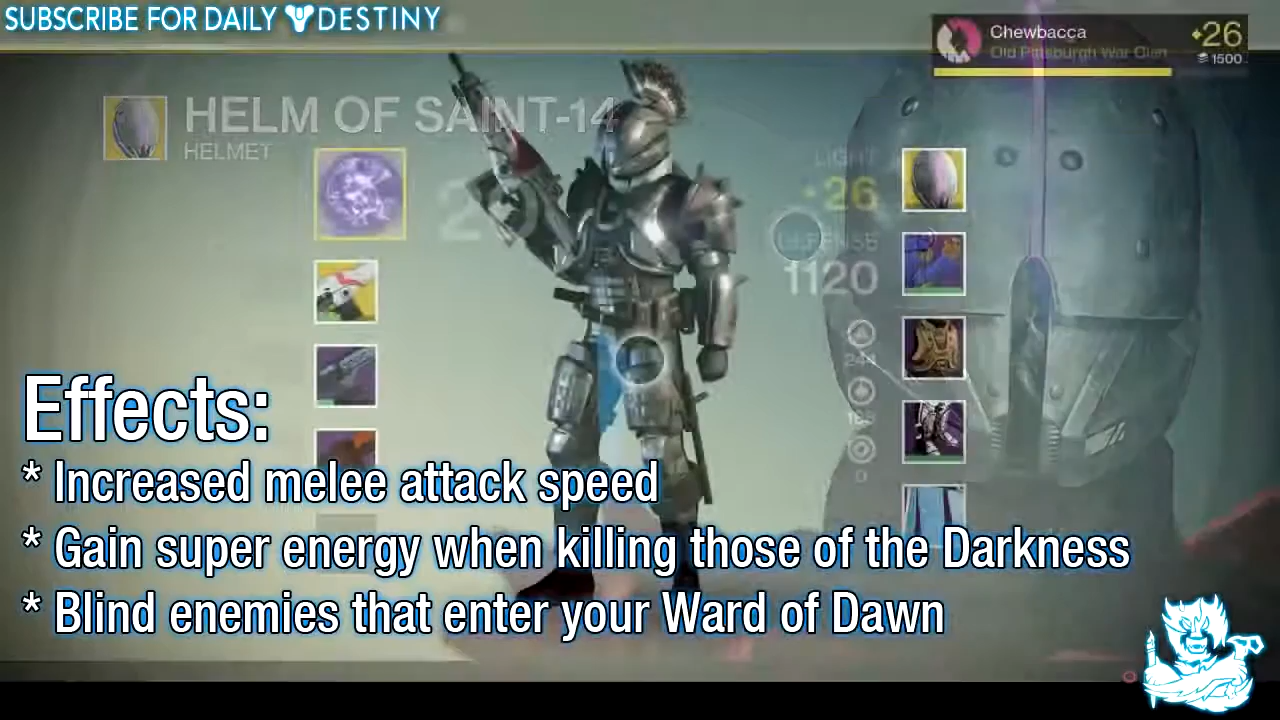 SUBSCRIBE FOR DAILY DESTINY
Chewbacca
Old Pittsburgh War Clan
26
1500
HELM OF SAINT-14
HELMET
LIGHT
26
DEFENSE
1120
0
Effects:
* Increased melee attack speed
* Gain super energy when killing those of the Darkness
* Blind enemies that enter your Ward of Dawn